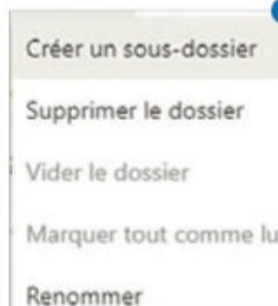 Créer un sous-dossier
Supprimer le dossier
Vider le dossier
Marquer tout comme lu
Renommer